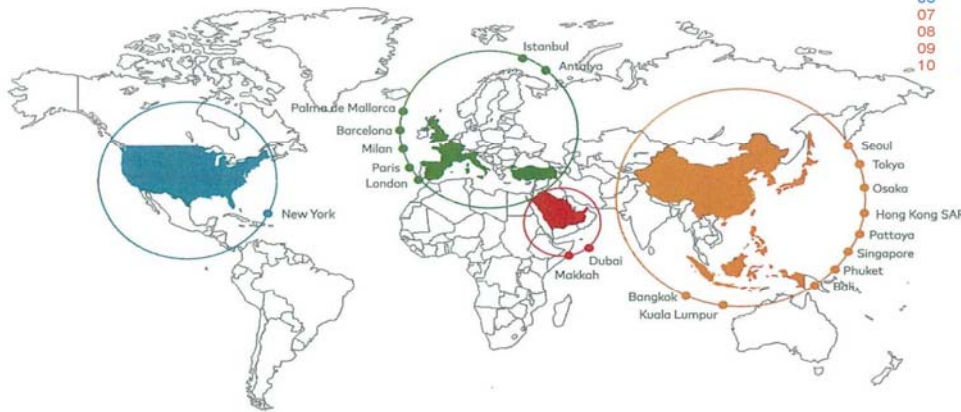 07
08
09
10
Istanbul
Antalya
Palma de Mallorca
Barcelona
Milan
Paris
London
New York
Dubai
Makkah
Seoul
Tokyo
Osaka
Hong Kong SAR
Pattaya
Singapore
Phuket
Bali
Bangkok
Kuala Lumpur